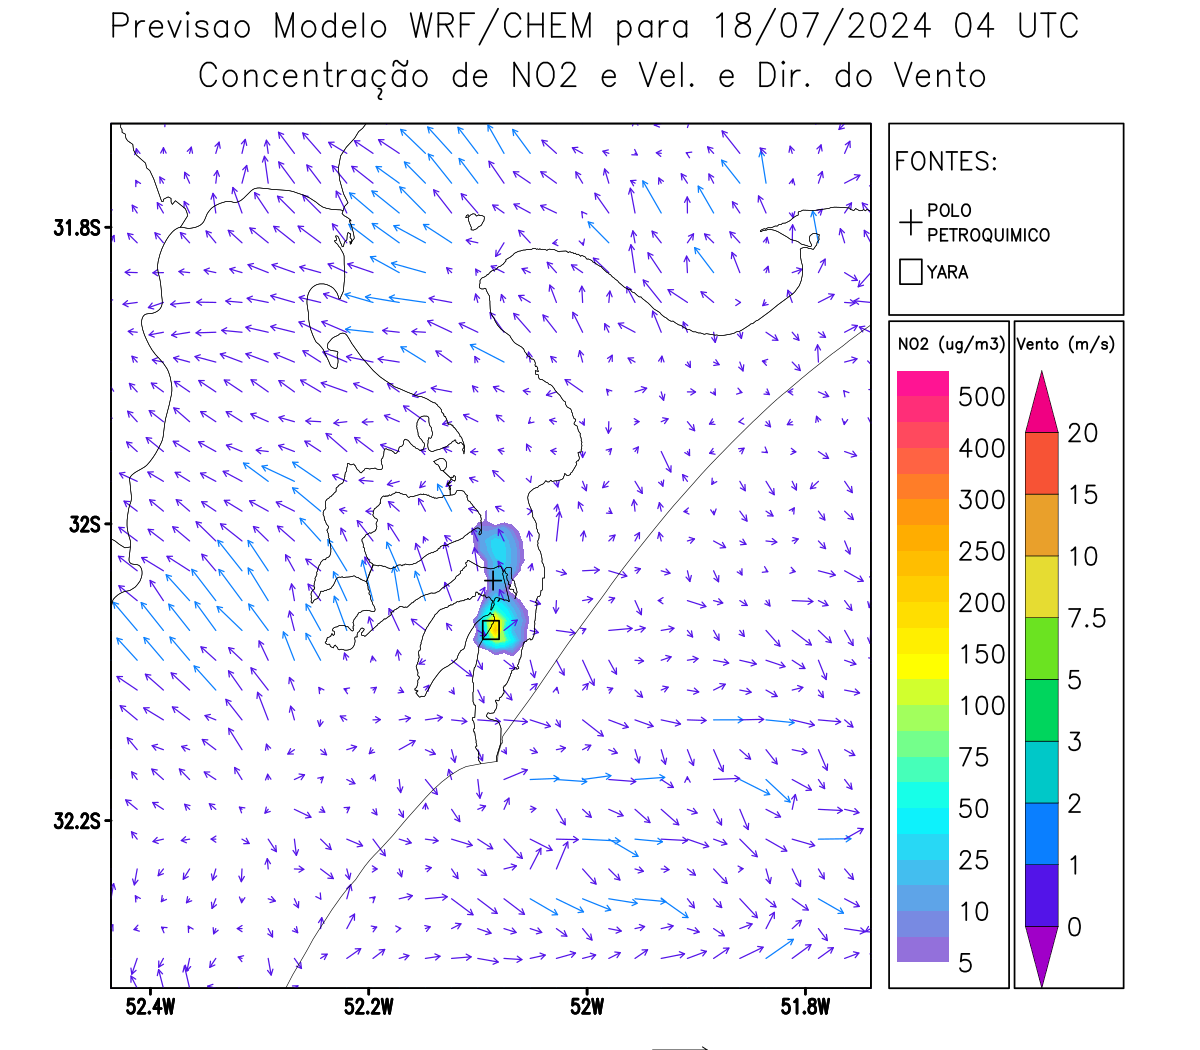 Previsao Modelo WRF/CHEM para 18/07/2024 04 UTC
Concentração de NO2 e Vel. e Dir. do Vento
FONTES:
POLO
PETROQUIMICO
YARA
NO2 (ug/m3)
500
400
300
250
200
150
100
75
50
25
10
5
Vento (m/s)
20
15
10
7.5
5
3
2
1
0
31.8S
32S
32.2S
52.4W
52.2W
52W
51.8W